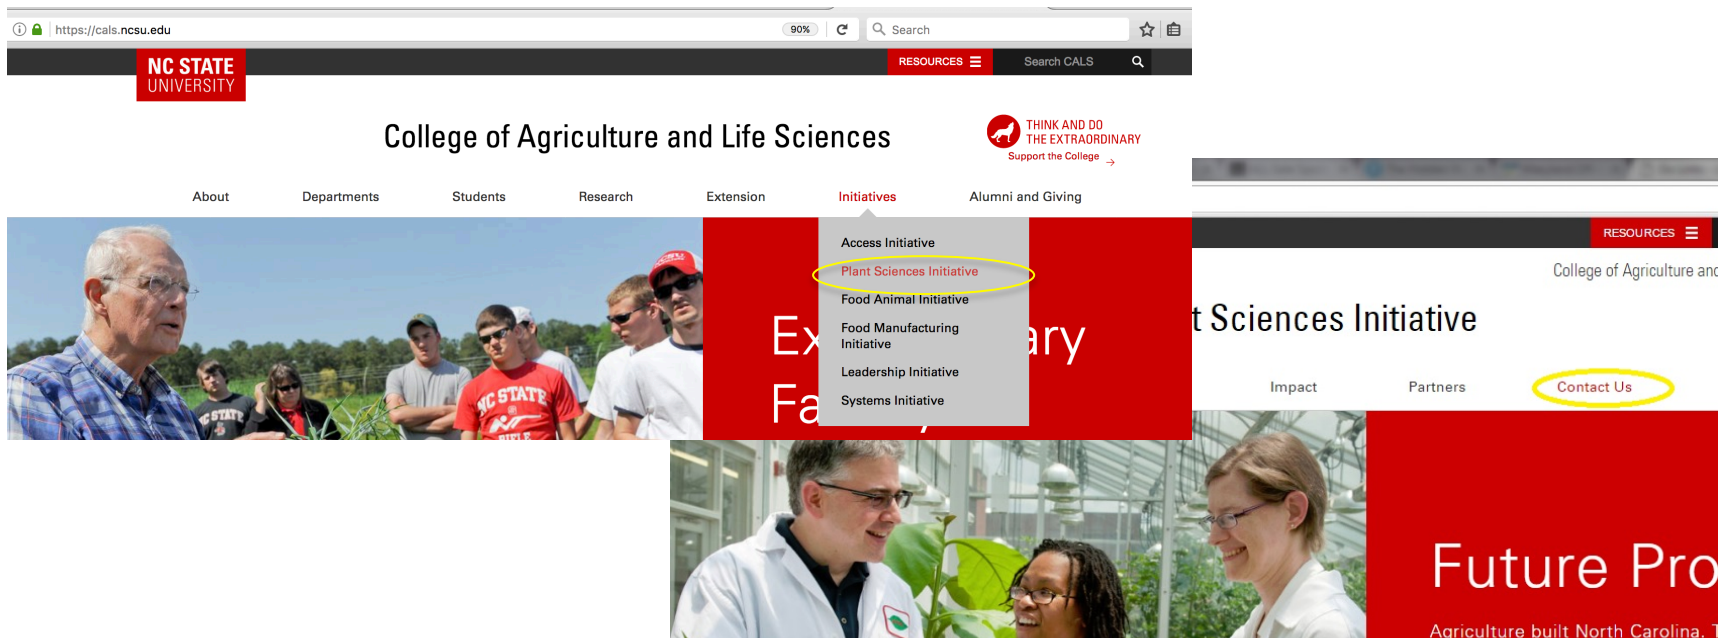 https://cals.ncsu.edu
90%
Search
NC STATE
UNIVERSITY
RESOURCES
Search CALS
College of Agriculture and Life Sciences
THINK AND DO
THE EXTRAORDINARY
Support the College →
About
Departments
Students
Research
Extension
Initiatives
Alumni and Giving
Access Initiative
Plant Sciences Initiative
Food Animal Initiative
Food Manufacturing
Initiative
Leadership Initiative
Systems Initiative
Ex
ary
Fa
NC STATE
RIFLE
RESOURCES
College of Agriculture and
t Sciences Initiative
Impact
Partners
Contact Us
Future Pro
Agriculture built North Carolina. T